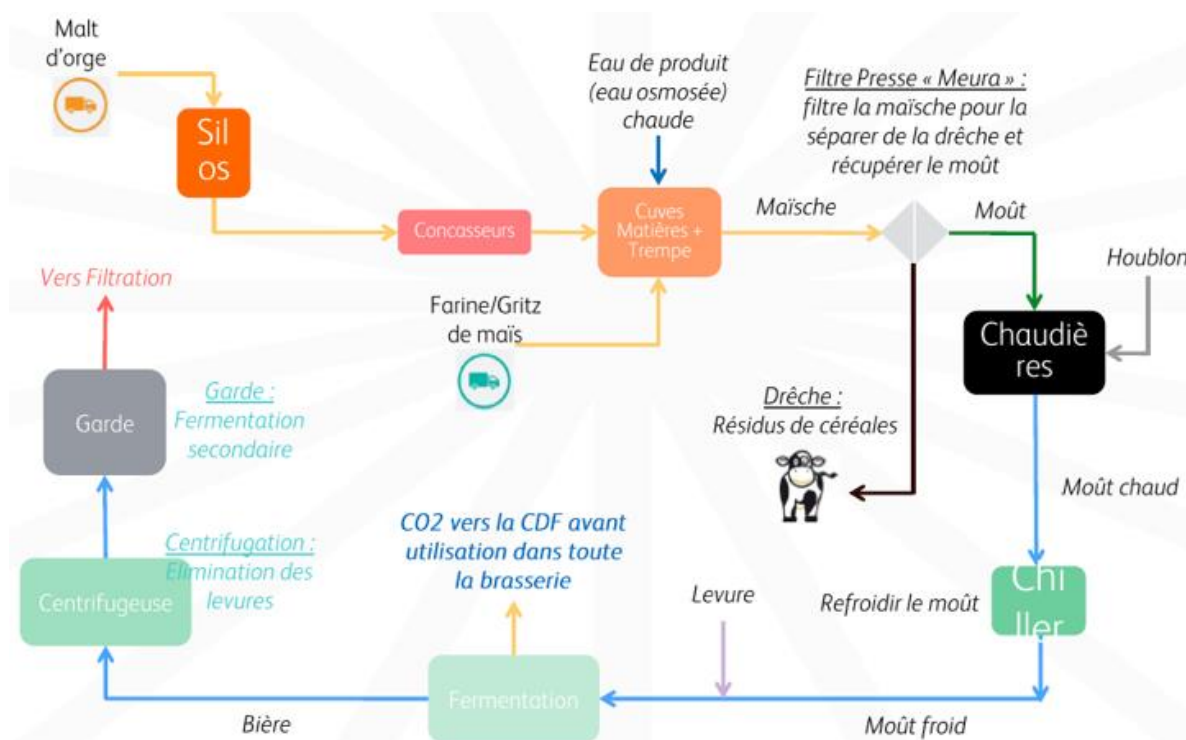 Malt
d'orge
Sil
os
Concasseurs
Eau de produit
(eau osmosée)
chaude
Cuves
Matières +
Trempe
Farine/Gritz
de maïs
Maïsche
Filtre Presse « Meura » :
filtre la maïsche pour la
séparer de la drêche et
récupérer le moût
Moût
Houblon
Chaudiè
res
Drêche :
Résidus de céréales
Moût chaud
Chi
ller
Refroidir le moût
Moût froid
Levure
Fermentation
CO2 vers la CDF avant
utilisation dans toute
la brasserie
Bière
Centrifugeuse
Centrifugation :
Elimination des
levures
Garde
Garde :
Fermentation
secondaire
Vers Filtration